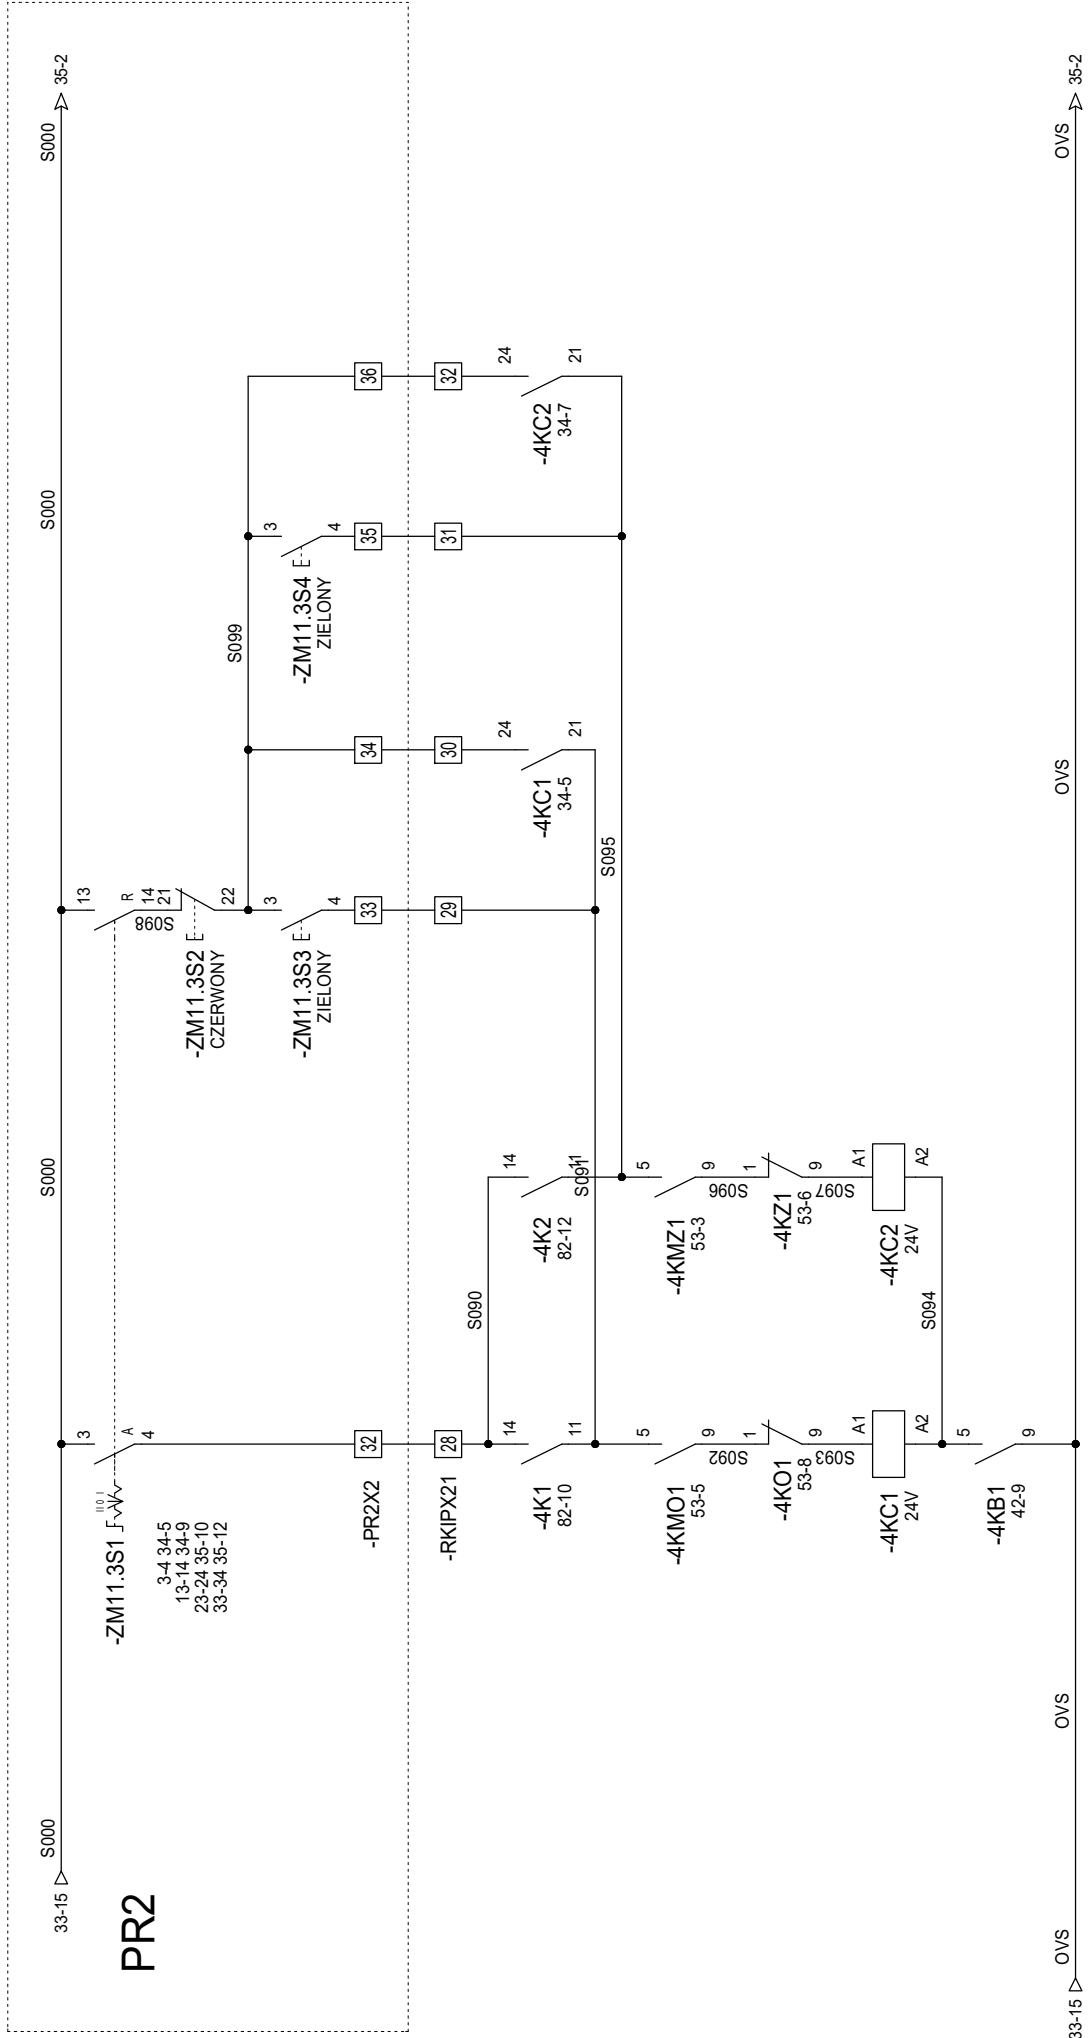 PR2
33-15
S000
S000
S000
S000
35-2
-ZM11.3S1
II 0 I
3
A
4
3-4 34-5
13-14 34-9
23-24 35-10
33-34 35-12
13
R
14
S098
21
22
-ZM11.3S2
CZERWONY
S099
-ZM11.3S3
ZIELONY
3
4
-ZM11.3S4
ZIELONY
3
4
-PR2X2
32
33
34
35
36
-RKIPX21
28
29
30
31
32
S090
-4K1
82-10
14
11
-4K2
82-12
14
11
S091
-4KC1
34-5
24
21
-4KC2
34-7
24
21
S095
-4KMO1
53-5
5
9
S092
-4KMZ1
53-3
5
9
S096
-4KO1
53-8
1
9
S093
-4KZ1
53-6
1
9
S097
-4KC1
24V
A1
A2
-4KC2
24V
A1
A2
S094
-4KB1
42-9
5
9
33-15
OVS
OVS
OVS
OVS
35-2